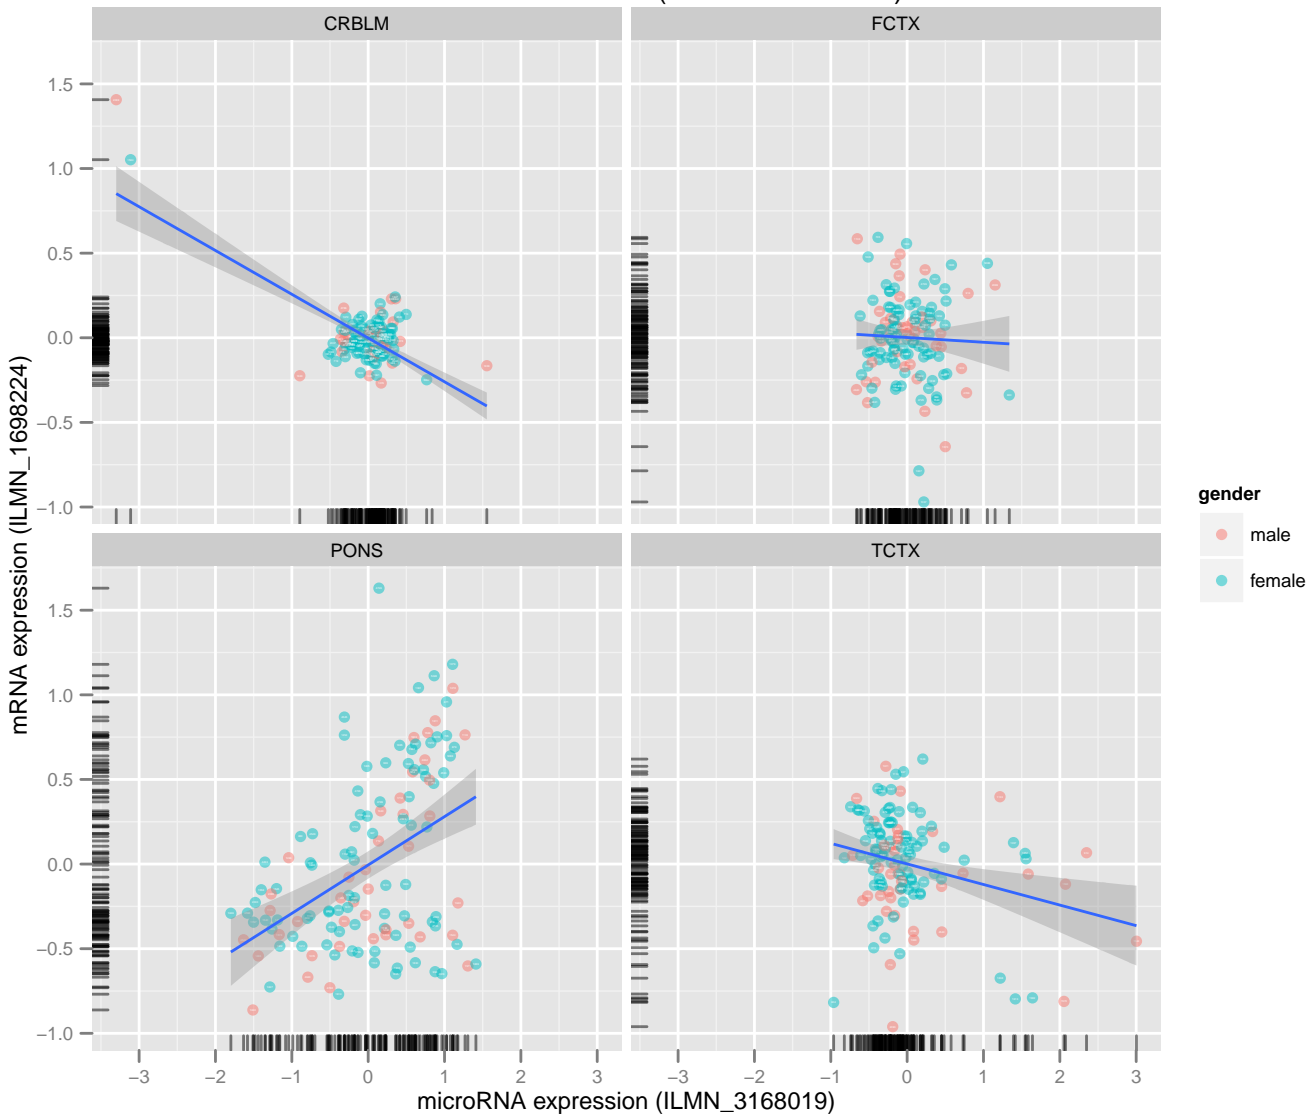 CRBLM
FCTX
1.5
1.0
0.5
0.0
−0.5
−1.0
PONS
TCTX
1.5
1.0
0.5
0.0
−0.5
−1.0
−3 −2 −1 0 1 2 3
−3 −2 −1 0 1 2 3
mRNA expression (ILMN_1698224)
microRNA expression (ILMN_3168019)
gender
male
female